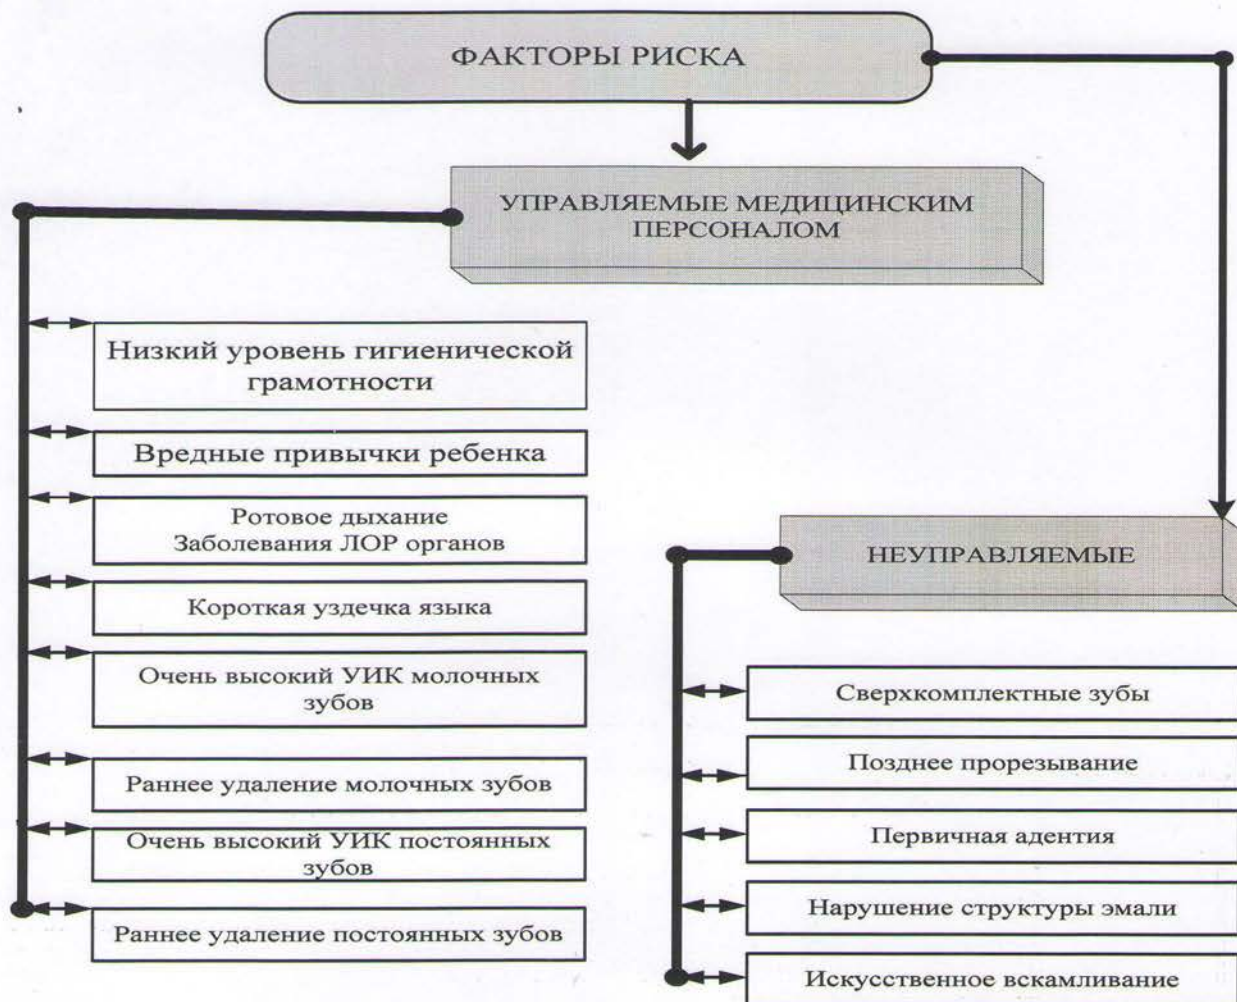 ФАКТОРЫ РИСКА
УПРАВЛЯЕМЫЕ МЕДИЦИНСКИМ
ПЕРСОНАЛОМ
Низкий уровень гигиенической
грамотности
Вредные привычки ребенка
Ротовое дыхание
Заболевания ЛОР органов
Короткая уздечка языка
Очень высокий УИК молочных
зубов
Раннее удаление молочных зубов
Очень высокий УИК постоянных
зубов
Раннее удаление постоянных зубов
НЕУПРАВЛЯЕМЫЕ
Сверхкомплектные зубы
Позднее прорезывание
Первичная адентия
Нарушение структуры эмали
Искусственное вскамливание